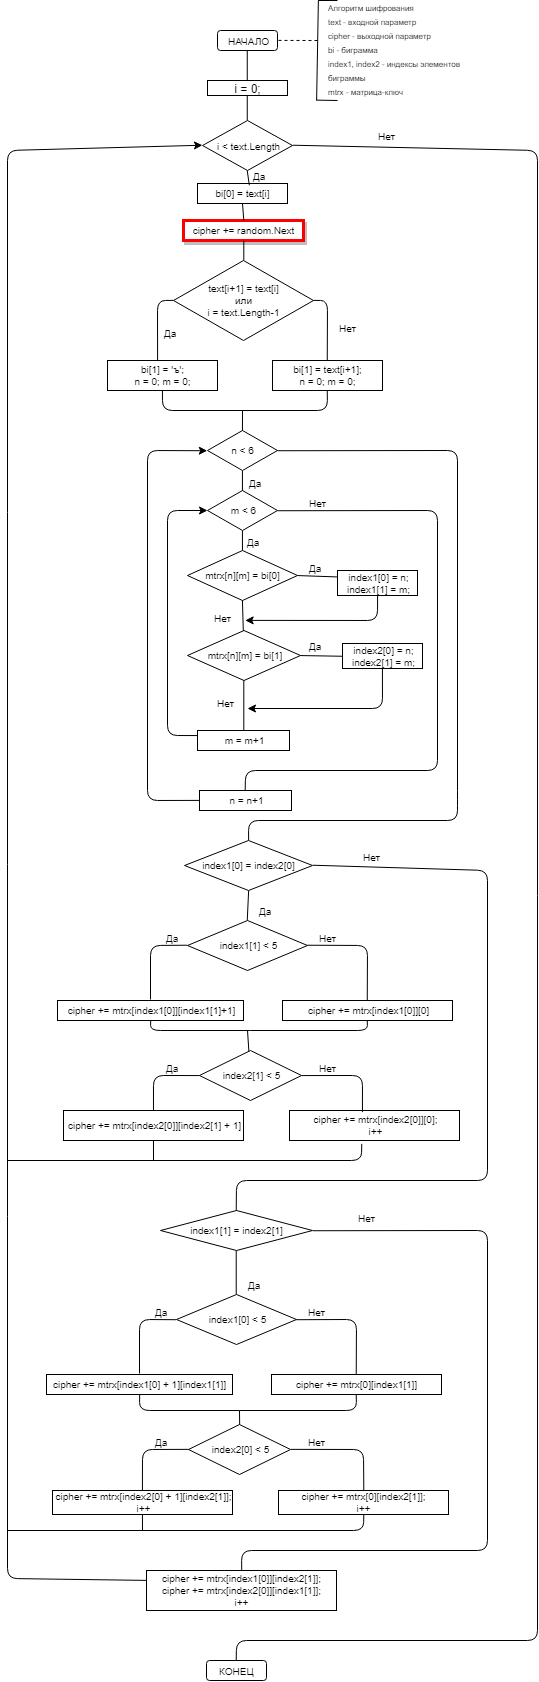 Алгоритм шифрования
text - входной параметр
cipher - выходной параметр
bi - биграмма
index1, index2 - индексы элементов
биграммы
mtrx - матрица-ключ
НАЧАЛО
i = 0;
i < text.Length
Нет
Да
bi[0] = text[i]
cipher += random.Next
text[i+1] = text[i]
или
i = text.Length-1
Да
Нет
bi[1] = 'ъ';
n = 0; m = 0;
bi[1] = text[i+1];
n = 0; m = 0;
n < 6
Да
m < 6
Нет
Да
mtrx[n][m] = bi[0]
Да
index1[0] = n;
index1[1] = m;
Нет
mtrx[n][m] = bi[1]
Да
index2[0] = n;
index2[1] = m;
Нет
m = m+1
n = n+1
index1[0] = index2[0]
Нет
Да
index1[1] < 5
Да
Нет
cipher += mtrx[index1[0]][index1[1]+1]
cipher += mtrx[index1[0]][0]
index2[1] < 5
Да
Нет
cipher += mtrx[index2[0]][index2[1] + 1]
cipher += mtrx[index2[0]][0];
i++
index1[1] = index2[1]
Нет
Да
index1[0] < 5
Да
Нет
cipher += mtrx[index1[0] + 1][index1[1]]
cipher += mtrx[0][index1[1]]
index2[0] < 5
Да
Нет
cipher += mtrx[index2[0] + 1][index2[1]];
i++
cipher += mtrx[0][index2[1]];
i++
cipher += mtrx[index1[0]][index2[1]];
cipher += mtrx[index2[0]][index1[1]];
i++
КОНЕЦ